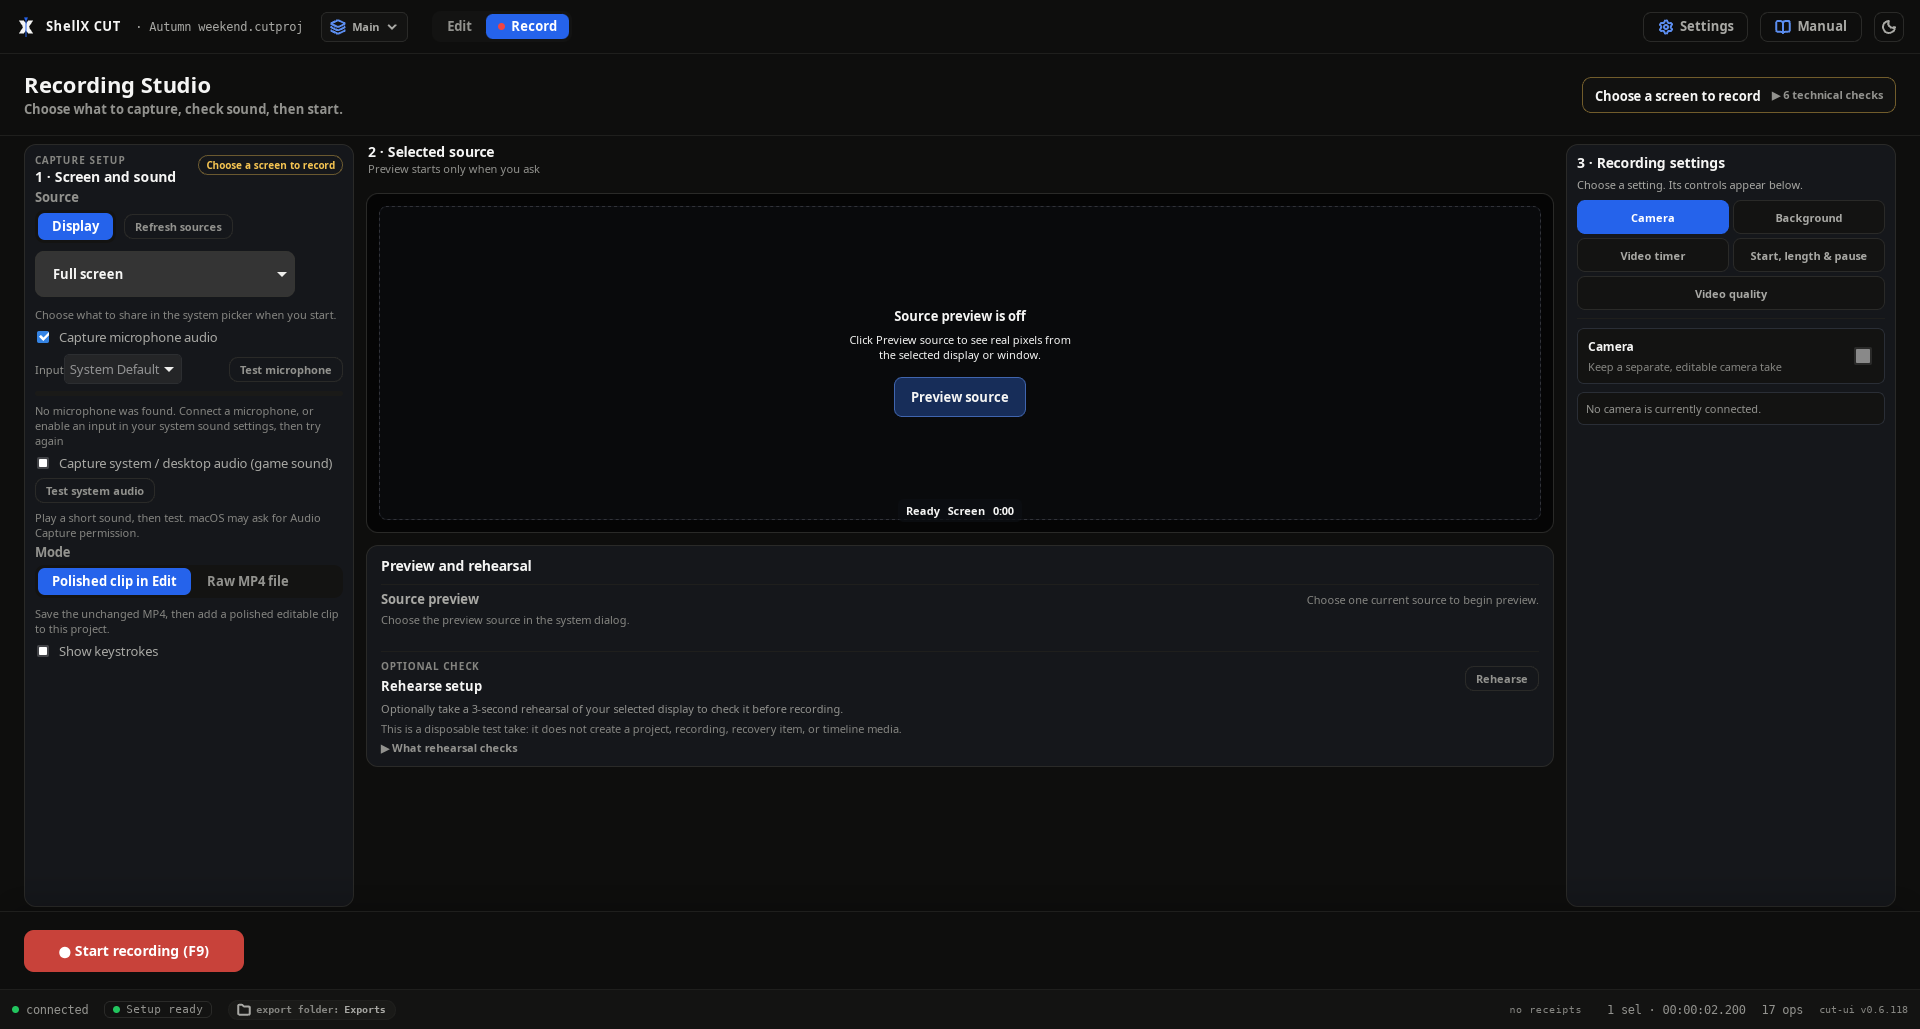 ShellX CUT · Autumn weekend.cutproj Main Edit Record Settings Manual
Recording Studio
Choose what to capture, check sound, then start.
Choose a screen to record ▶ 6 technical checks
CAPTURE SETUP
Choose a screen to record
1 · Screen and sound
Source
Display Refresh sources
Full screen
Choose what to share in the system picker when you start.
Capture microphone audio
Input System Default Test microphone
No microphone was found. Connect a microphone, or
enable an input in your system sound settings, then try
again
Capture system / desktop audio (game sound)
Test system audio
Play a short sound, then test. macOS may ask for Audio
Capture permission.
Mode
Polished clip in Edit Raw MP4 file
Save the unchanged MP4, then add a polished editable clip
to this project.
Show keystrokes
2 · Selected source
Preview starts only when you ask
Source preview is off
Click Preview source to see real pixels from
the selected display or window.
Preview source
Ready Screen 0:00
Preview and rehearsal
Source preview
Choose one current source to begin preview.
Choose the preview source in the system dialog.
OPTIONAL CHECK
Rehearse setup
Rehearse
Optionally take a 3-second rehearsal of your selected display to check it before recording.
This is a disposable test take: it does not create a project, recording, recovery item, or timeline media.
▶ What rehearsal checks
3 · Recording settings
Choose a setting. Its controls appear below.
Camera Background
Video timer Start, length & pause
Video quality
Camera
Keep a separate, editable camera take
No camera is currently connected.
Start recording (F9)
connected Setup ready export folder: Exports no receipts 1 sel · 00:00:02.200 17 ops cut-ui v0.6.118